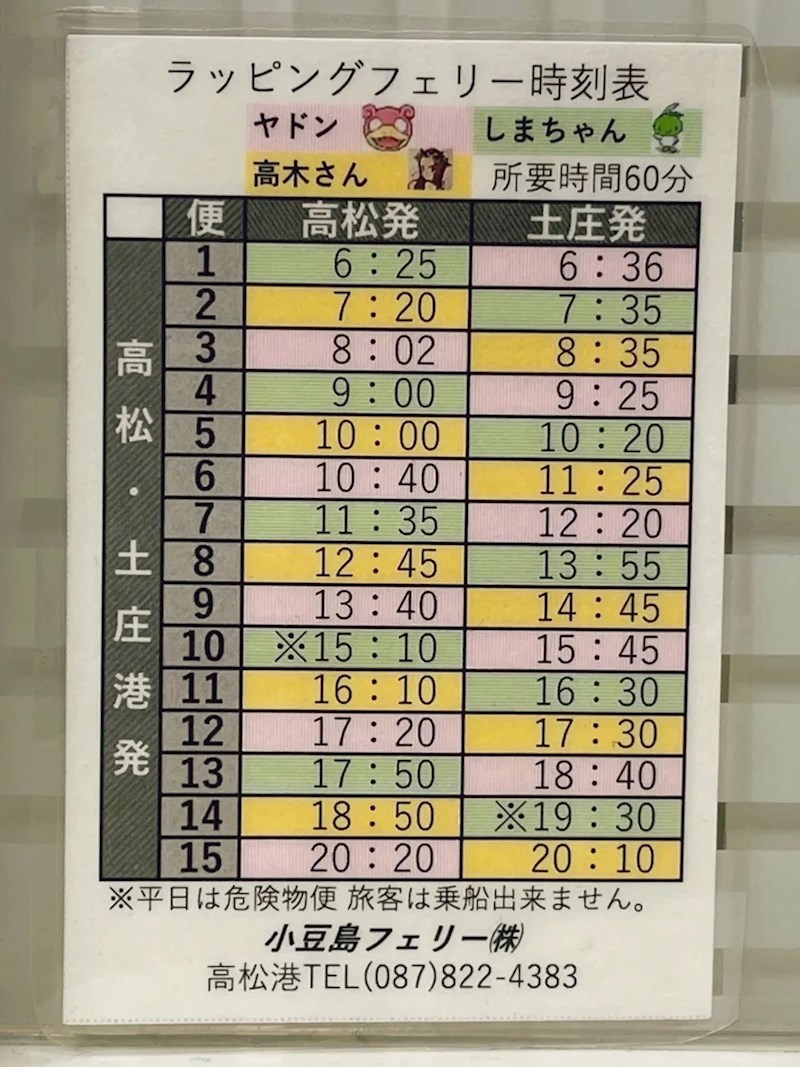 ラッピングフェリー時刻表
ヤドン しまちゃん
高木さん 所要時間60分
便 高松発 土庄発
高松・土庄港発
1 6：25 6：36
2 7：20 7：35
3 8：02 8：35
4 9：00 9：25
5 10：00 10：20
6 10：40 11：25
7 11：35 12：20
8 12：45 13：55
9 13：40 14：45
10 ※15：10 15：45
11 16：10 16：30
12 17：20 17：30
13 17：50 18：40
14 18：50 ※19：30
15 20：20 20：10
※平日は危険物便 旅客は乗船出来ません。
小豆島フェリー㈱
高松港TEL(087)822-4383